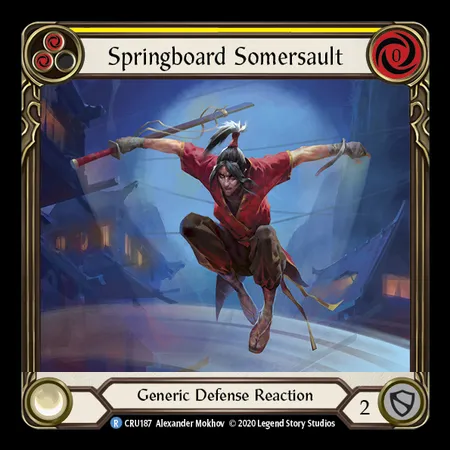 Springboard Somersault
0
Generic Defense Reaction
2
R CRU187 Alexander Mokhov © 2020 Legend Story Studios